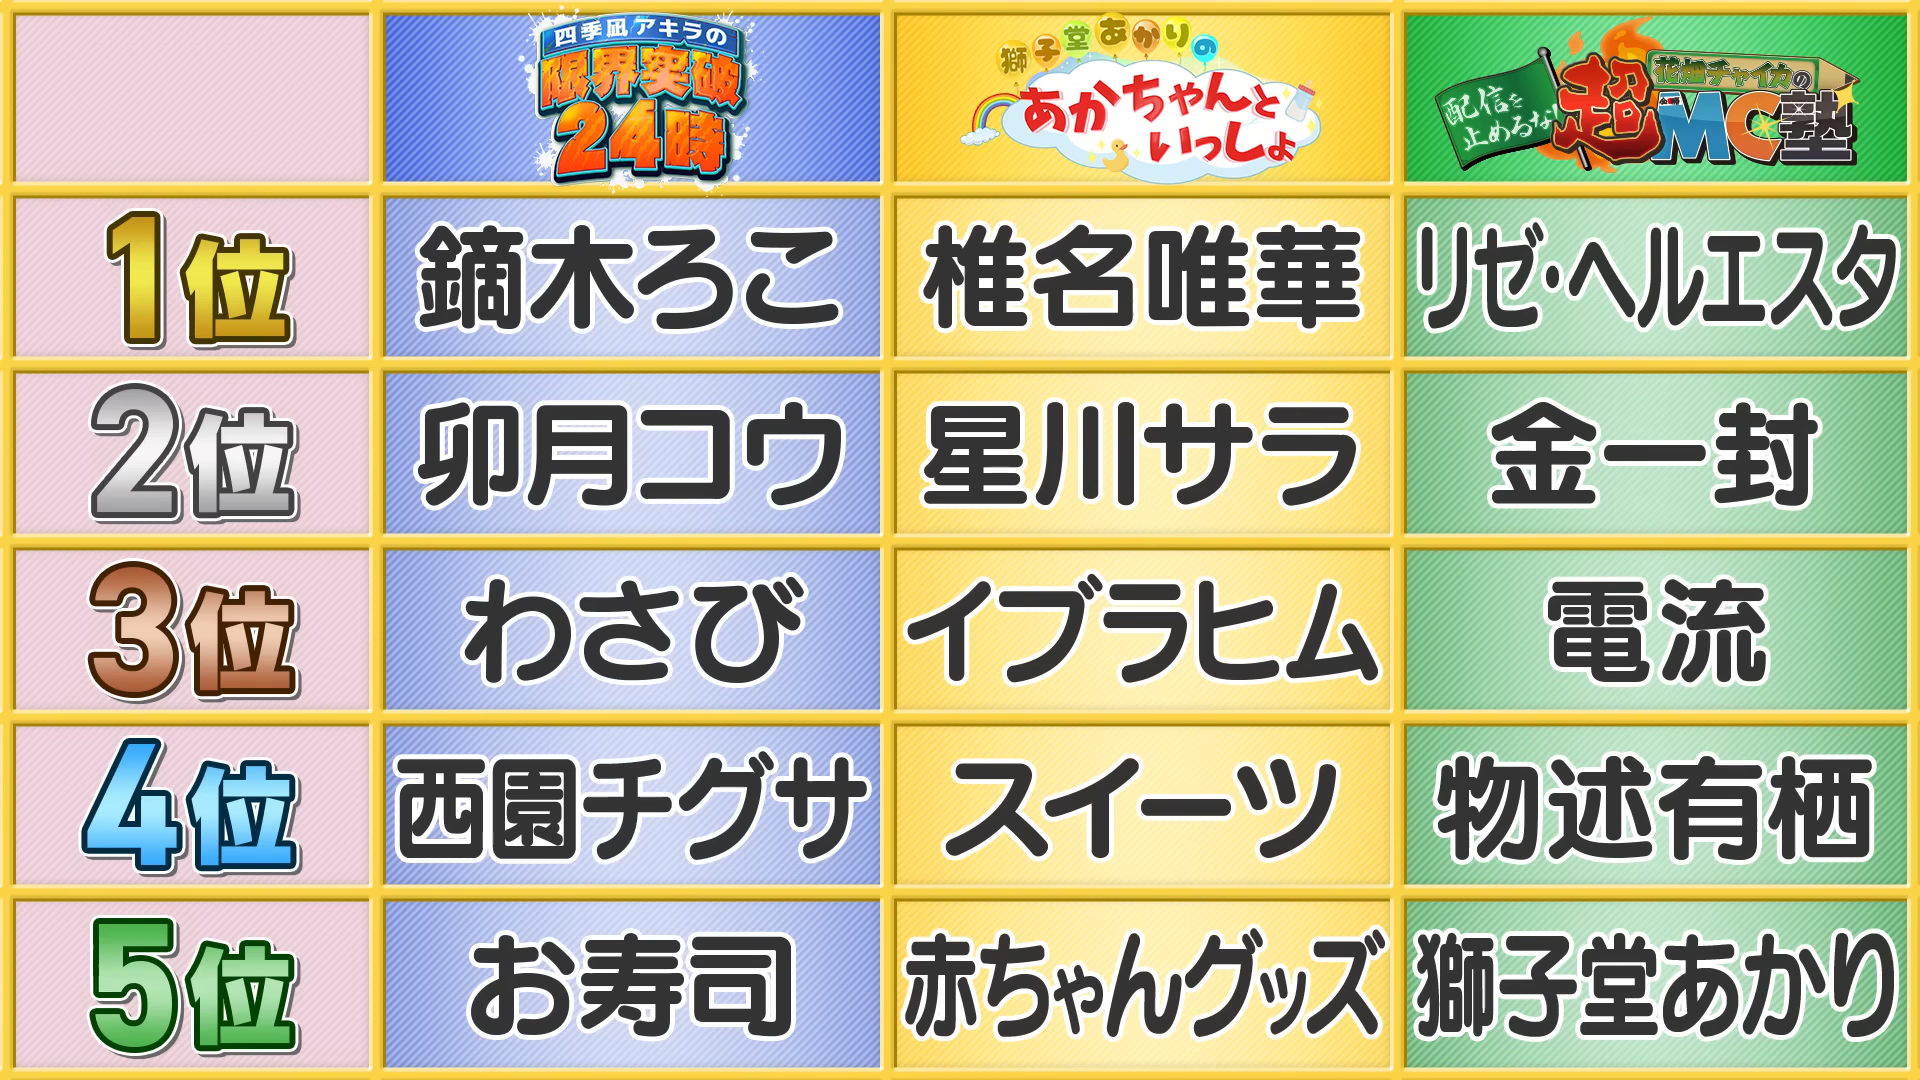 四季凪アキラの
限界突破
24時
獅子堂あかりの
あかちゃんと
いっしょ
配信を
止めるな!
花畑チャイカの
超MC塾
1位 鏑木ろこ 椎名唯華 リゼ・ヘルエスタ
2位 卯月コウ 星川サラ 金一封
3位 わさび イブラヒム 電流
4位 西園チグサ スイーツ 物述有栖
5位 お寿司 赤ちゃんグッズ 獅子堂あかり